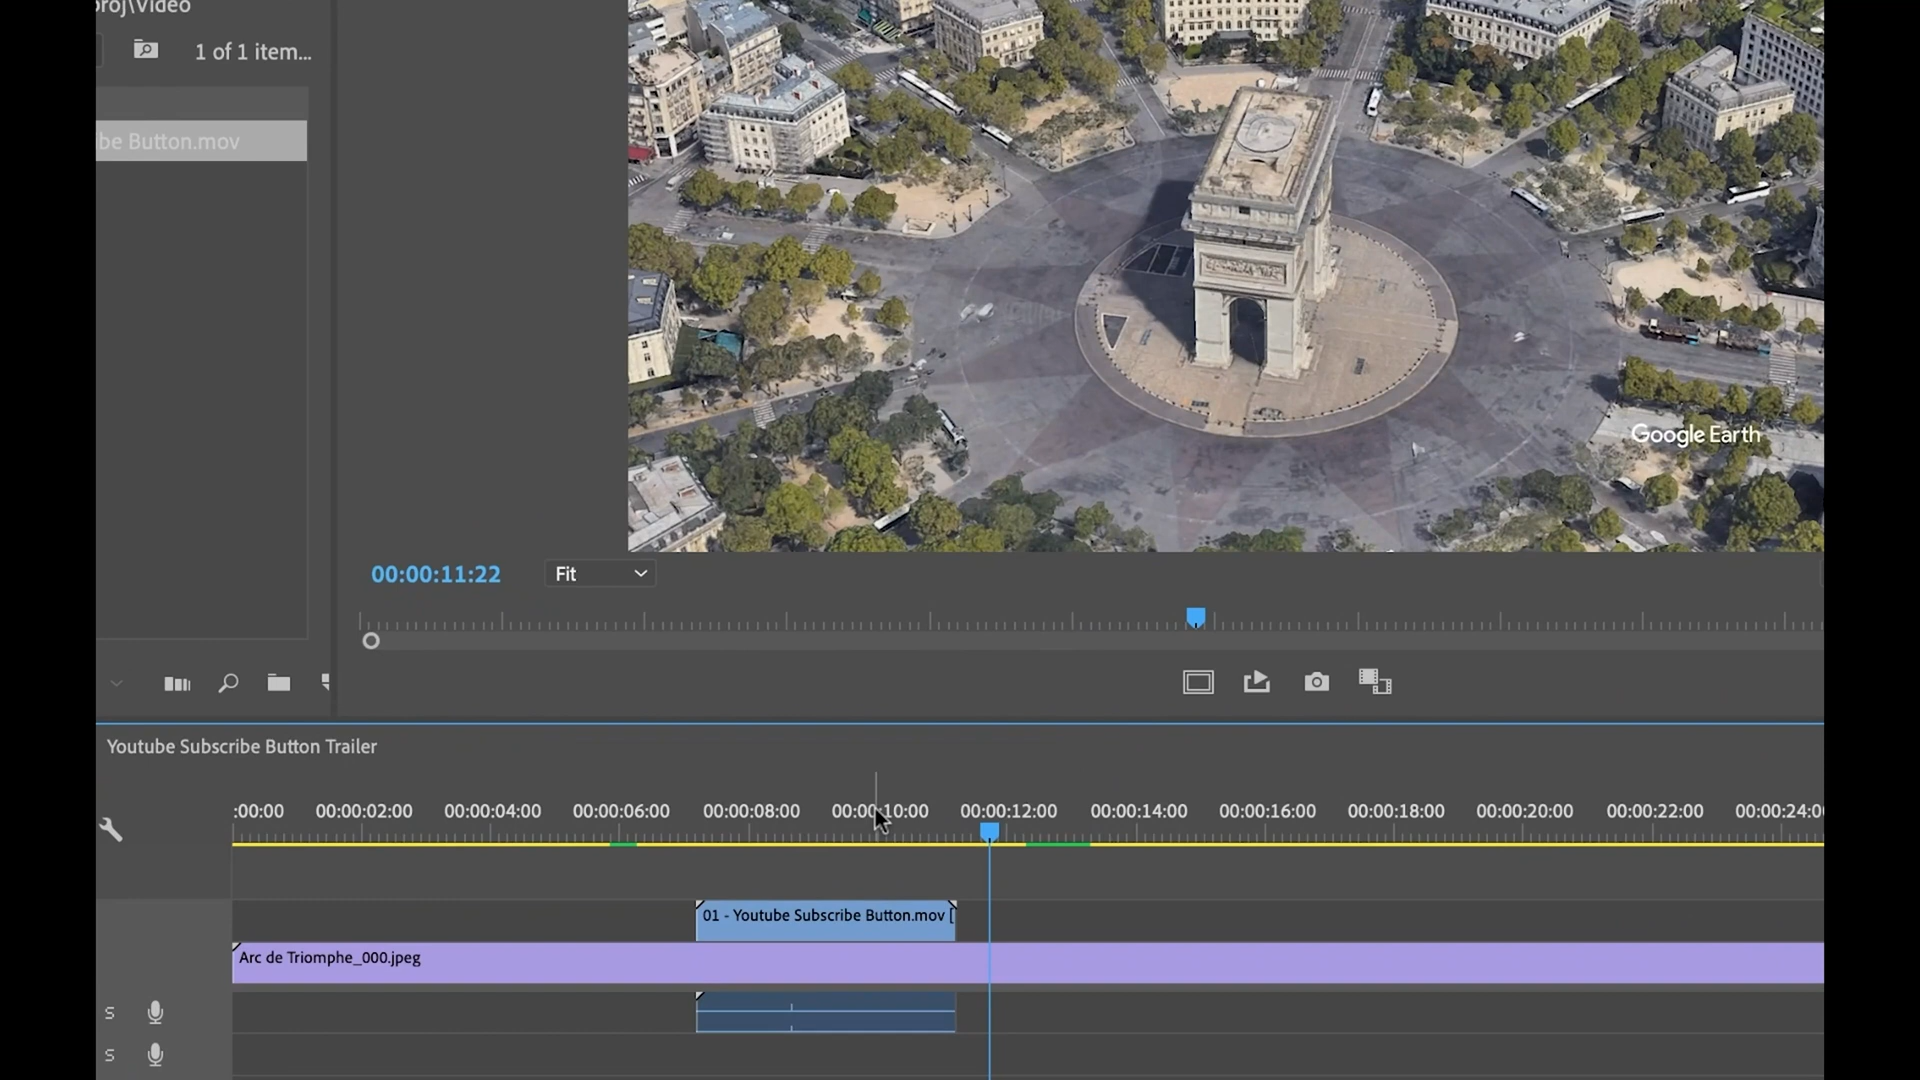 proj\Video
1 of 1 item...
be Button.mov
Google Earth
00:00:11:22
Fit
Youtube Subscribe Button Trailer
:00:00 00:00:02:00 00:00:04:00 00:00:06:00 00:00:08:00 00:00:10:00 00:00:12:00 00:00:14:00 00:00:16:00 00:00:18:00 00:00:20:00 00:00:22:00 00:00:24:0
01 - Youtube Subscribe Button.mov [
Arc de Triomphe_000.jpeg
S
S